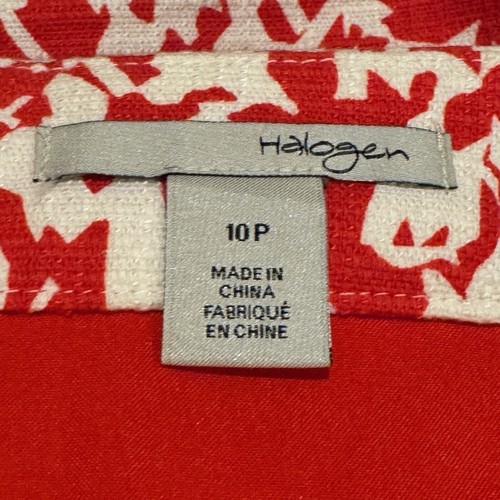 Halogen
10P
MADE IN
CHINA
FABRIQUÉ
EN CHINE